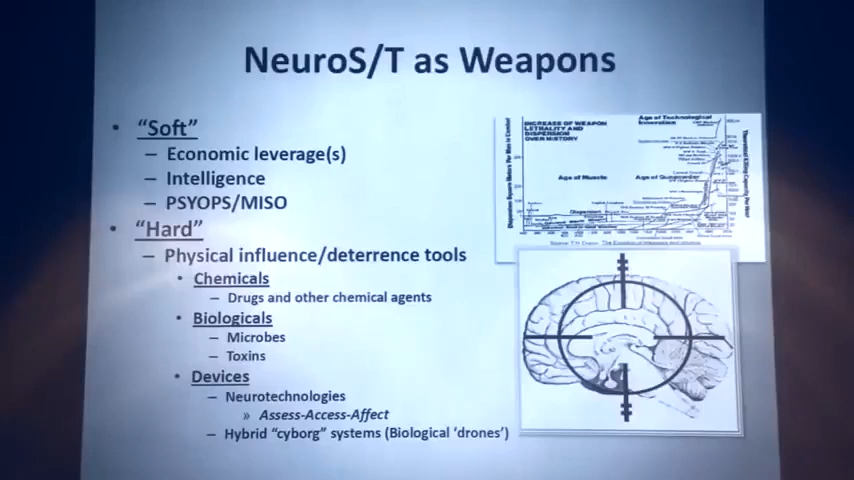 NeuroS/T as Weapons
• "Soft"
– Economic leverage(s)
– Intelligence
– PSYOPS/MISO
• "Hard"
– Physical influence/deterrence tools
• Chemicals
– Drugs and other chemical agents
• Biologicals
– Microbes
– Toxins
• Devices
– Neurotechnologies
» Assess-Access-Affect
– Hybrid "cyborg" systems (Biological 'drones')
INCREASE OF WEAPON
LETHALITY AND
DISPERSION
OVER HISTORY
Age of Technological
Innovation
Age of Muscle
Age of Gunpowder
Dispersion